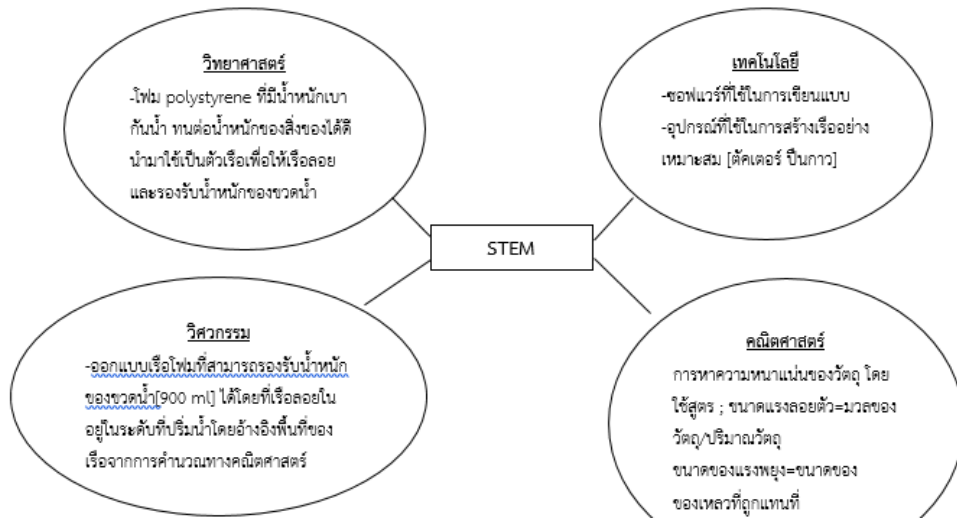 วิทยาศาสตร์
-โฟม polystyrene ที่มีน้ำหนักเบา
กันน้ำ ทนต่อน้ำหนักของสิ่งของได้ดี
นำมาใช้เป็นตัวเรือเพื่อให้เรือลอย
และรองรับน้ำหนักของขวดน้ำ
เทคโนโลยี
-ซอฟแวร์ที่ใช้ในการเขียนแบบ
-อุปกรณ์ที่ใช้ในการสร้างเรืออย่าง
เหมาะสม [ตัคเตอร์ ปืนกาว]
STEM
วิศวกรรม
-ออกแบบเรือโฟมที่สามารถรองรับน้ำหนัก
ของขวดน้ำ[900 ml] ได้โดยที่เรือลอยใน
อยู่ในระดับที่ปริ่มน้ำโดยอ้างอิงพื้นที่ของ
เรือจากการคำนวณทางคณิตศาสตร์
คณิตศาสตร์
การหาความหนาแน่นของวัตถุ โดย
ใช้สูตร ; ขนาดแรงลอยตัว=มวลของ
วัตถุ/ปริมาณวัตถุ
ขนาดของแรงพยุง=ขนาดของ
ของเหลวที่ถูกแทนที่